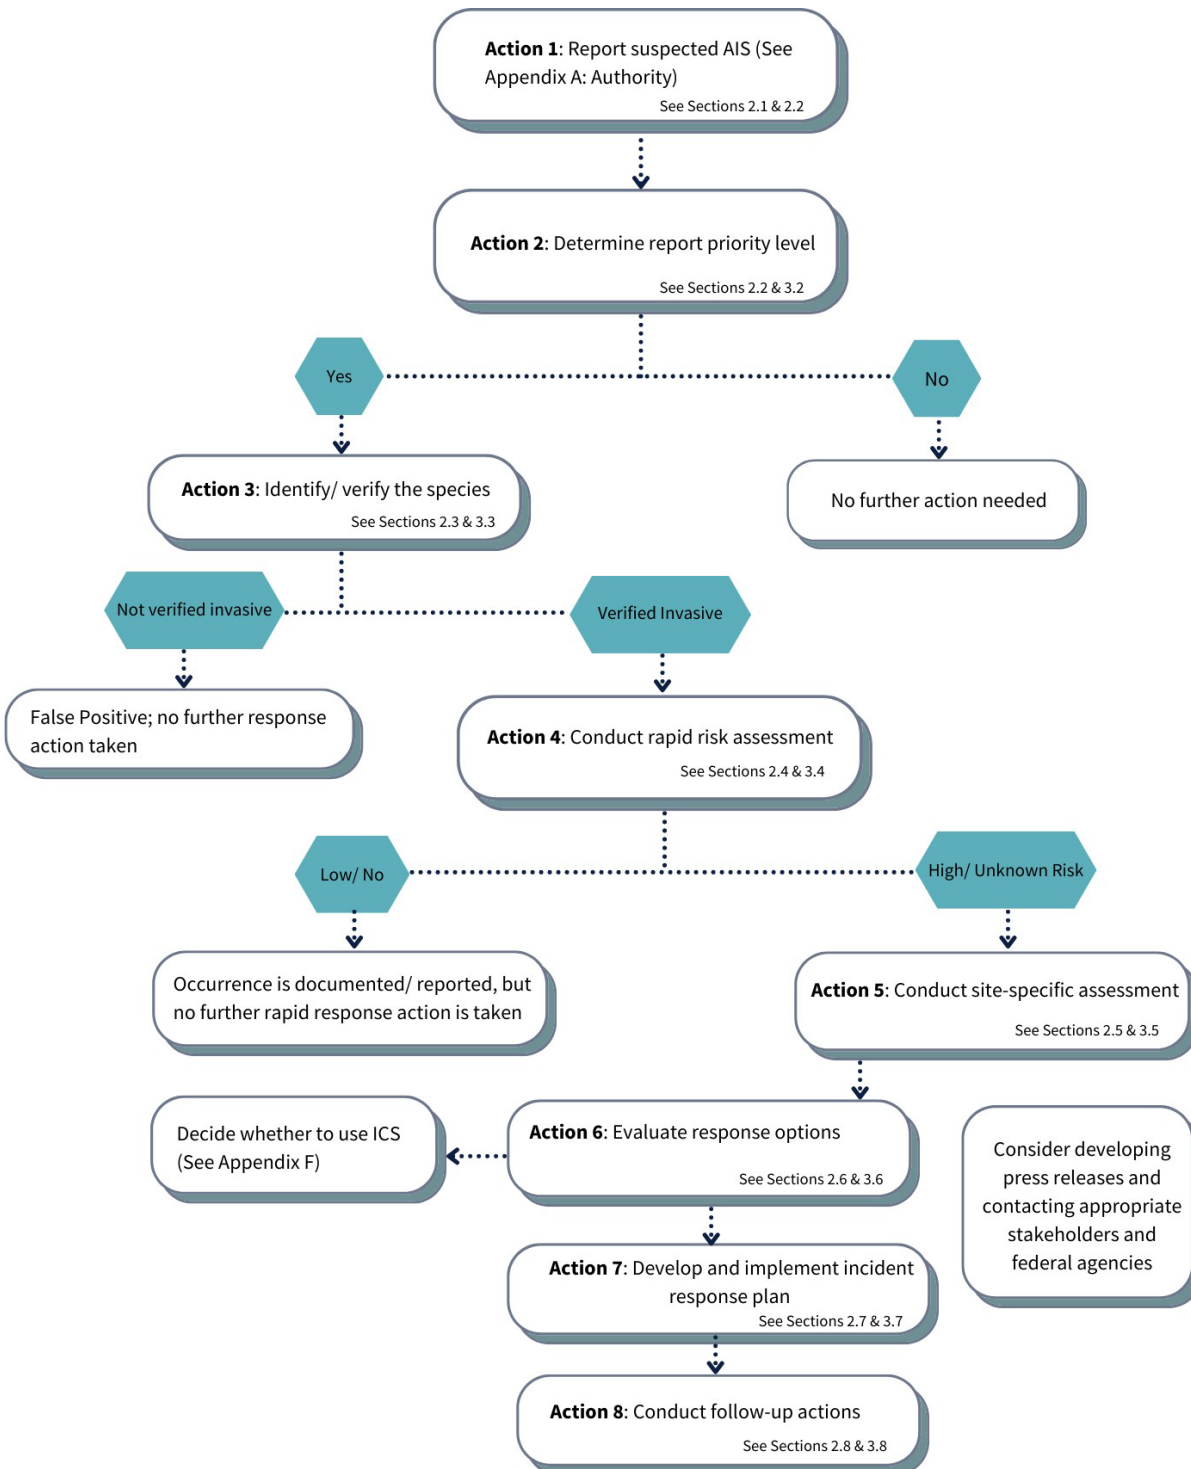 Action 1: Report suspected AIS (See
Appendix A: Authority)
See Sections 2.1 & 2.2
Action 2: Determine report priority level
See Sections 2.2 & 3.2
Yes
No
Action 3: Identify/ verify the species
See Sections 2.3 & 3.3
No further action needed
Not verified invasive
Verified Invasive
False Positive; no further response
action taken
Action 4: Conduct rapid risk assessment
See Sections 2.4 & 3.4
Low/ No
High/ Unknown Risk
Occurrence is documented/ reported, but
no further rapid response action is taken
Action 5: Conduct site-specific assessment
See Sections 2.5 & 3.5
Decide whether to use ICS
(See Appendix F)
Action 6: Evaluate response options
See Sections 2.6 & 3.6
Consider developing
press releases and
contacting appropriate
stakeholders and
federal agencies
Action 7: Develop and implement incident
response plan
See Sections 2.7 & 3.7
Action 8: Conduct follow-up actions
See Sections 2.8 & 3.8